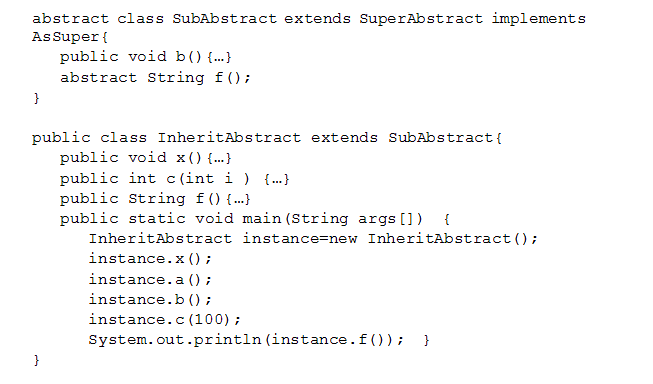 abstract class SubAbstract extends SuperAbstract implements
AsSuper{
public void b(){…}
abstract String f();
}
public class InheritAbstract extends SubAbstract{
public void x(){…}
public int c(int i ) {…}
public String f(){…}
public static void main(String args[]) {
InheritAbstract instance=new InheritAbstract();
instance.x();
instance.a();
instance.b();
instance.c(100);
System.out.println(instance.f()); }
}